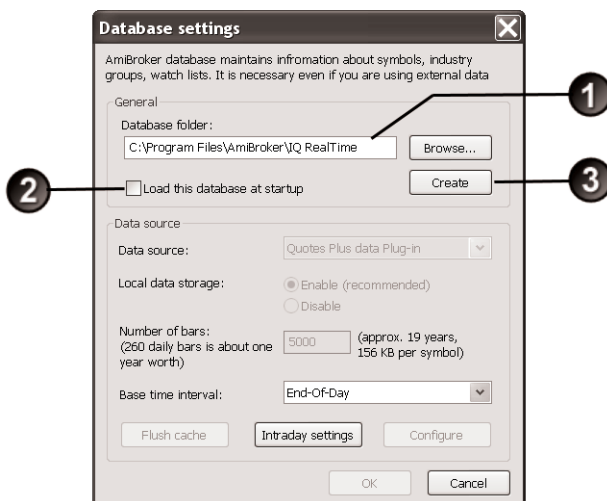 Database settings
AmiBroker database maintains infromation about symbols, industry
groups, watch lists. It is necessary even if you are using external data
General
Database folder:
C:\Program Files\AmiBroker\IQ RealTime
Browse...
1
2
Load this database at startup
Create
3
Data source
Data source:
Quotes Plus data Plug-in
Local data storage:
Enable (recommended)
Disable
Number of bars:
(260 daily bars is about one
year worth)
5000
(approx. 19 years,
156 KB per symbol)
Base time interval:
End-Of-Day
Flush cache
Intraday settings
Configure
OK
Cancel